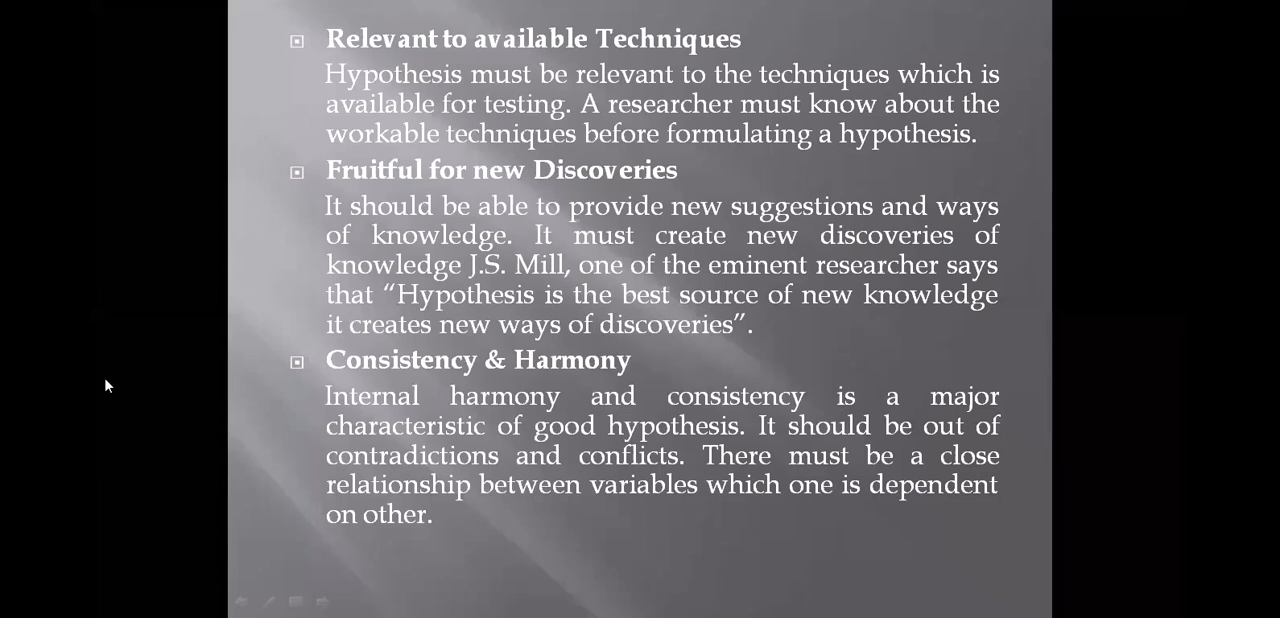 Relevant to available Techniques
Hypothesis must be relevant to the techniques which is
available for testing. A researcher must know about the
workable techniques before formulating a hypothesis.
Fruitful for new Discoveries
It should be able to provide new suggestions and ways
of knowledge. It must create new discoveries of
knowledge J.S. Mill, one of the eminent researcher says
that “Hypothesis is the best source of new knowledge
it creates new ways of discoveries”.
Consistency & Harmony
Internal harmony and consistency is a major
characteristic of good hypothesis. It should be out of
contradictions and conflicts. There must be a close
relationship between variables which one is dependent
on other.